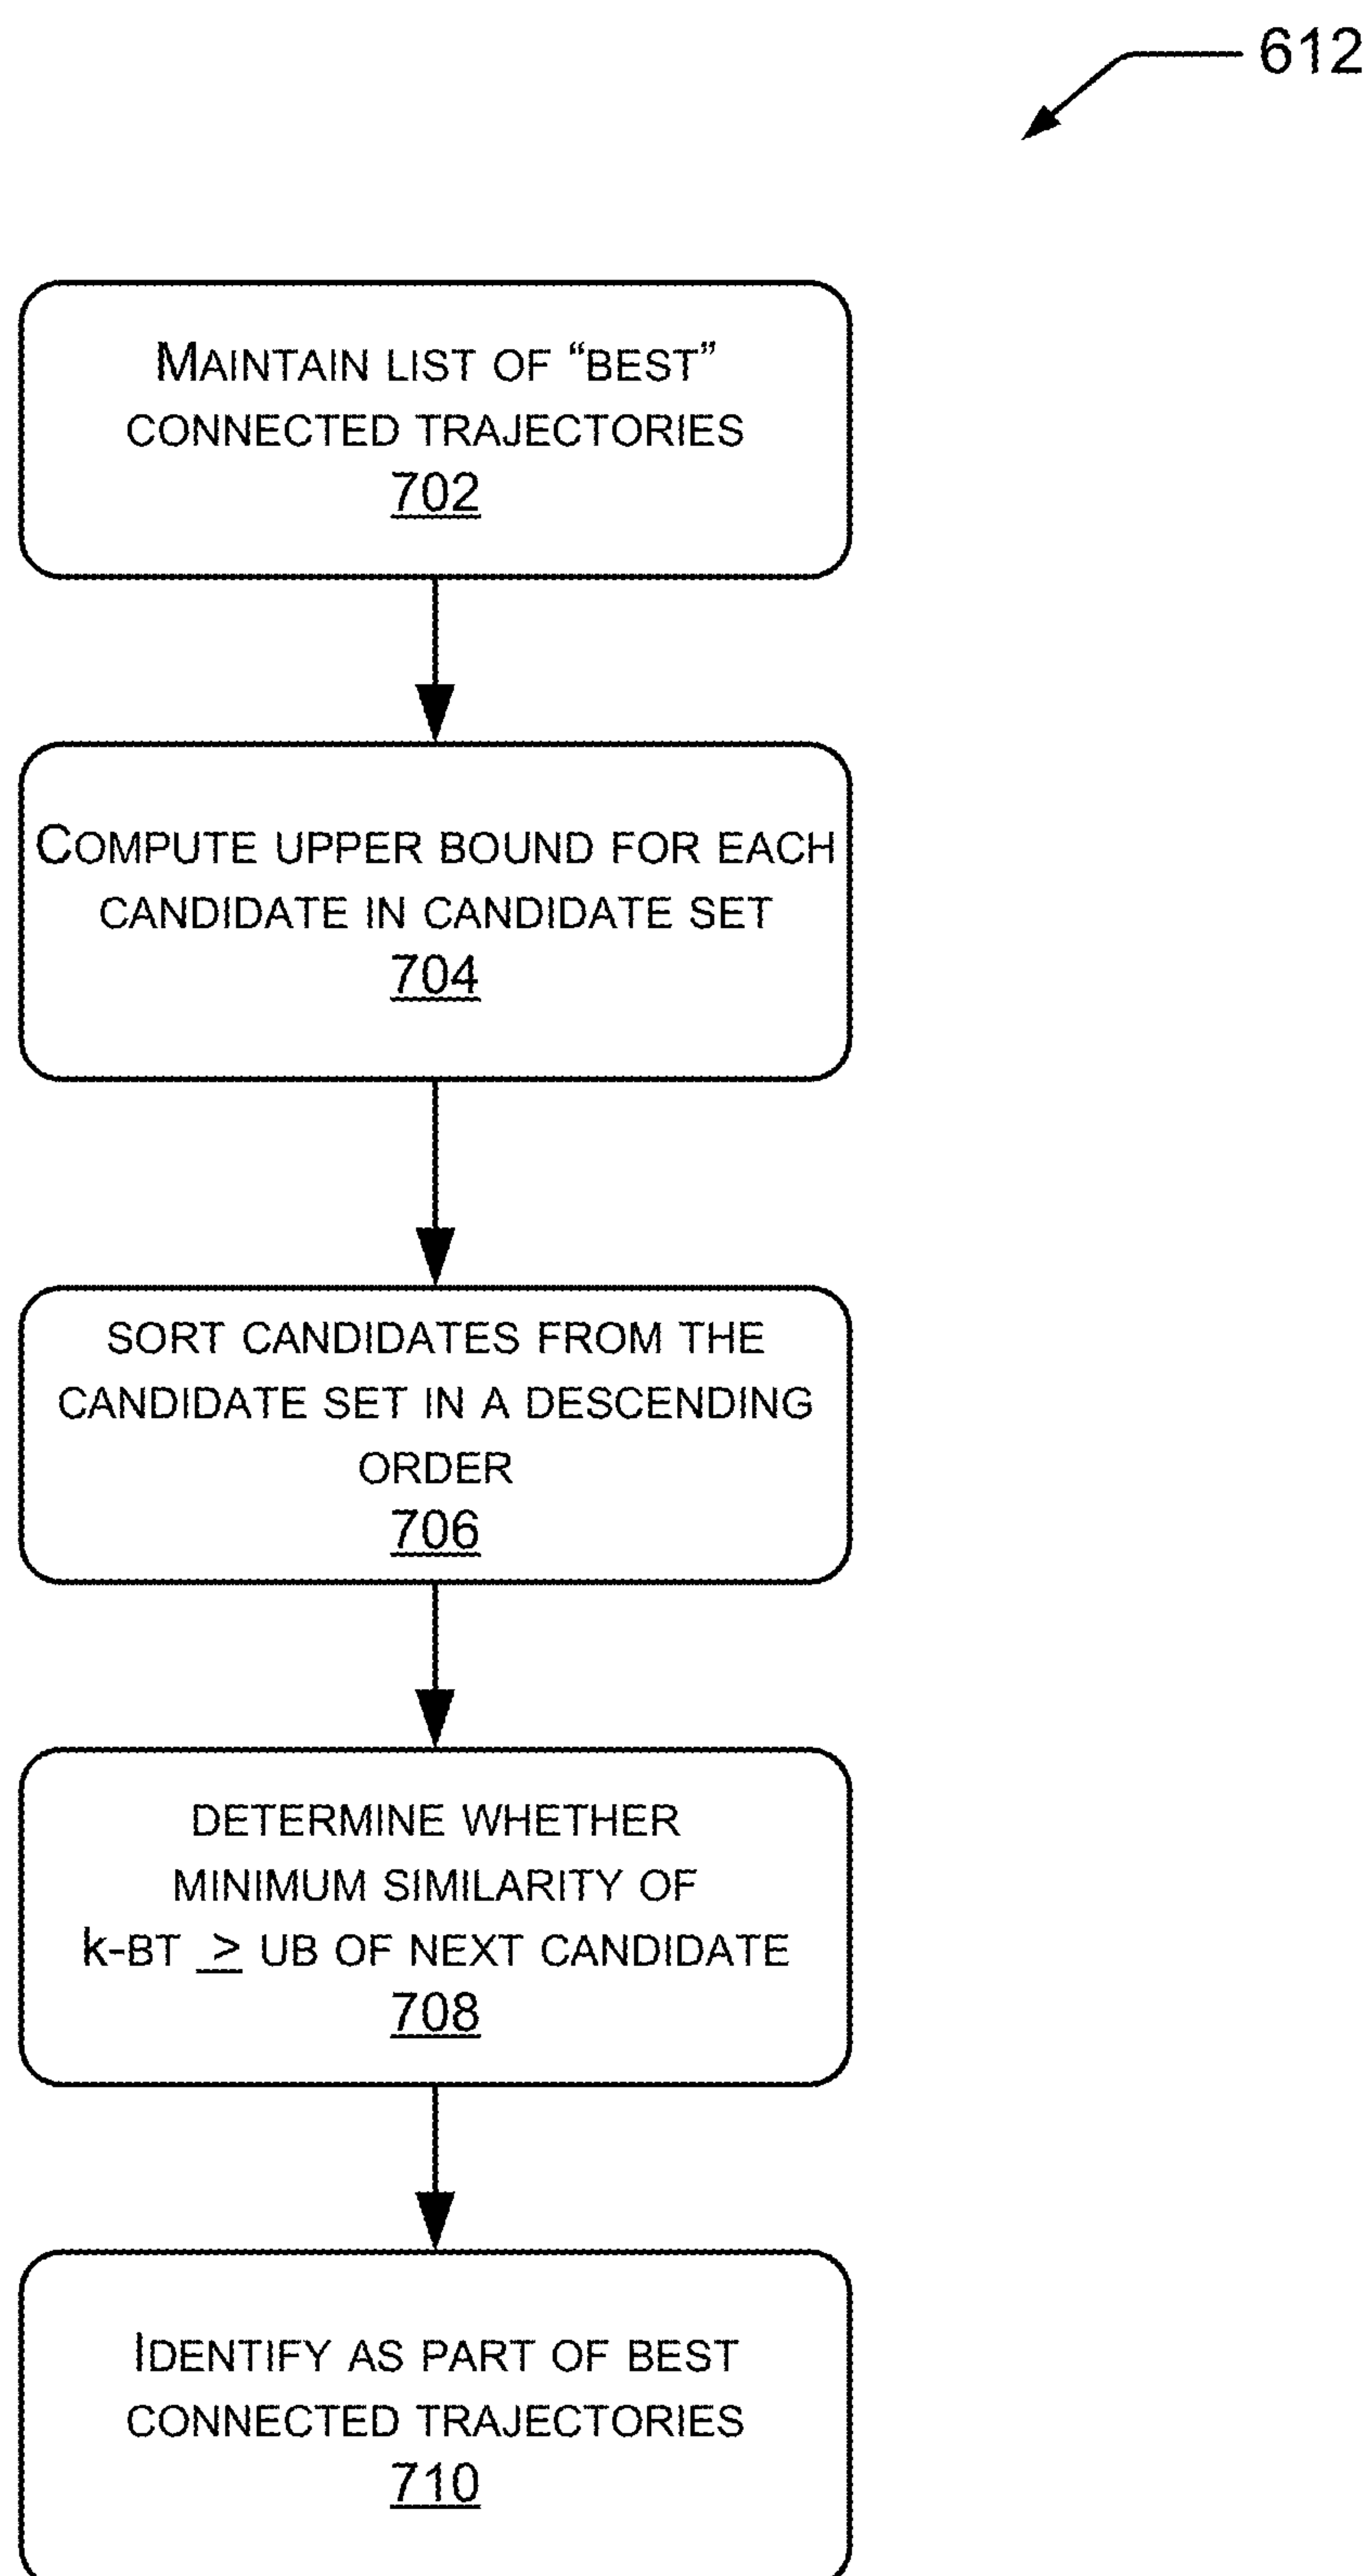 612
MAINTAIN LIST OF “BEST”
CONNECTED TRAJECTORIES
702
COMPUTE UPPER BOUND FOR EACH
CANDIDATE IN CANDIDATE SET
704
SORT CANDIDATES FROM THE
CANDIDATE SET IN A DESCENDING
ORDER
706
DETERMINE WHETHER
MINIMUM SIMILARITY OF
k-BT ≥ UB OF NEXT CANDIDATE
708
IDENTIFY AS PART OF BEST
CONNECTED TRAJECTORIES
710